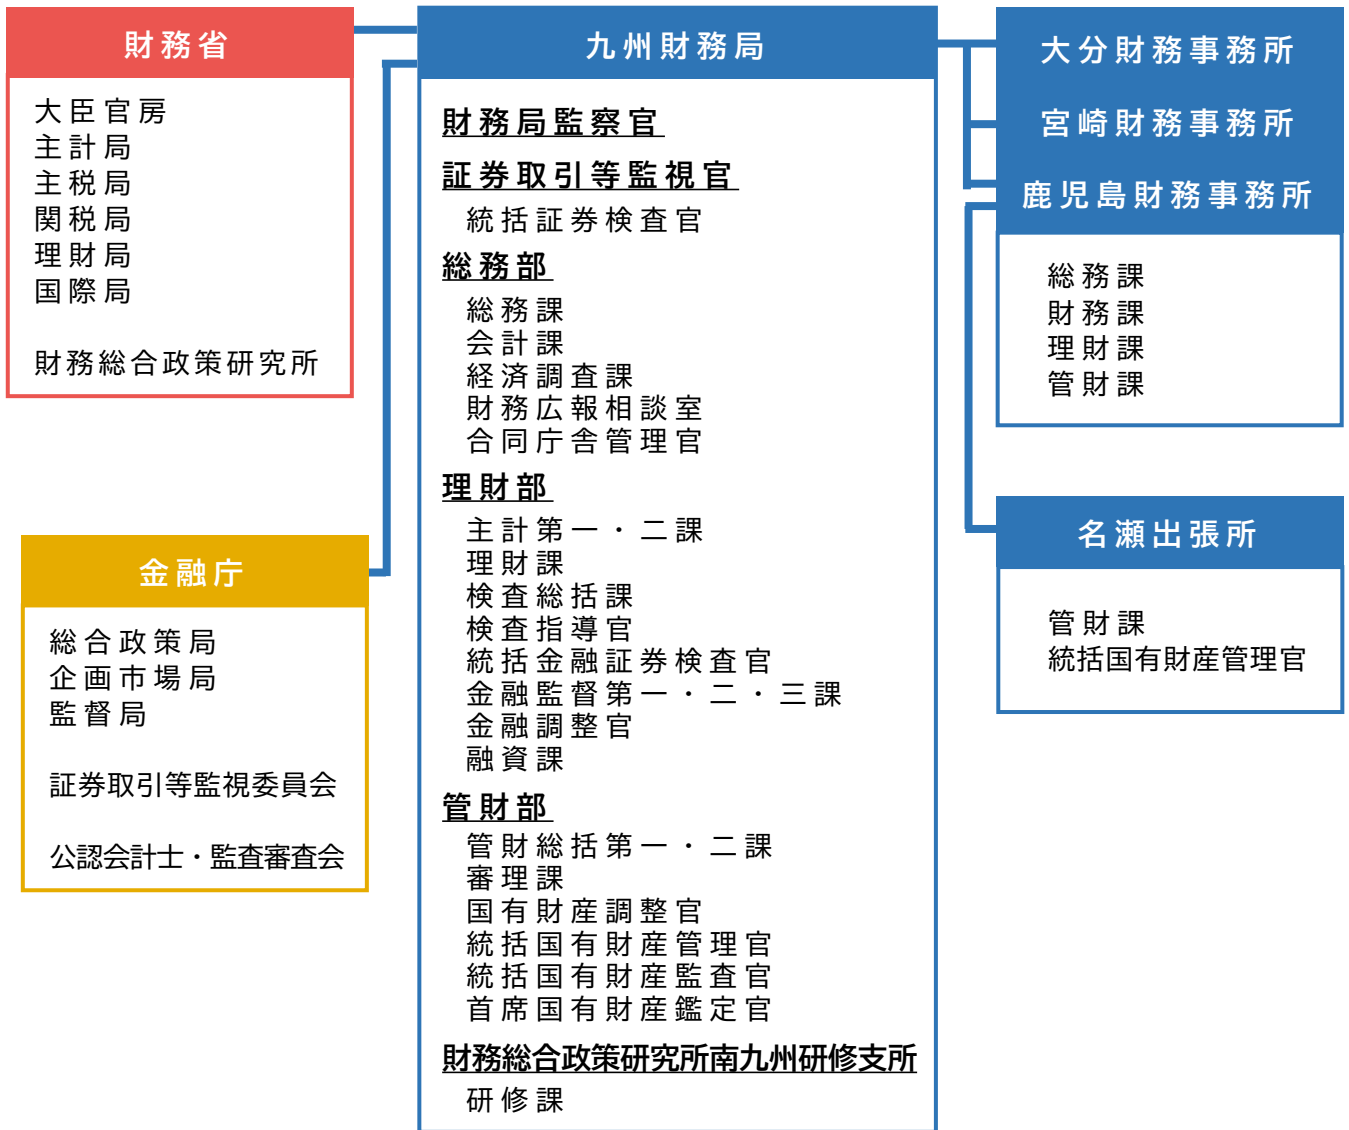 財務省
大臣官房
主計局
主税局
関税局
理財局
国際局
財務総合政策研究所
金融庁
総合政策局
企画市場局
監督局
証券取引等監視委員会
公認会計士・監査審査会
九州財務局
財務局監察官
証券取引等監視官
統括証券検査官
総務部
総務課
会計課
経済調査課
財務広報相談室
合同庁舎管理官
理財部
主計第一・二課
理財課
検査総括課
検査指導官
統括金融証券検査官
金融監督第一・二・三課
金融調整官
融資課
管財部
管財総括第一・二課
審理課
国有財産調整官
統括国有財産管理官
統括国有財産監査官
首席国有財産鑑定官
財務総合政策研究所南九州研修支所
研修課
大分財務事務所
宮崎財務事務所
鹿児島財務事務所
総務課
財務課
理財課
管財課
名瀬出張所
管財課
統括国有財産管理官